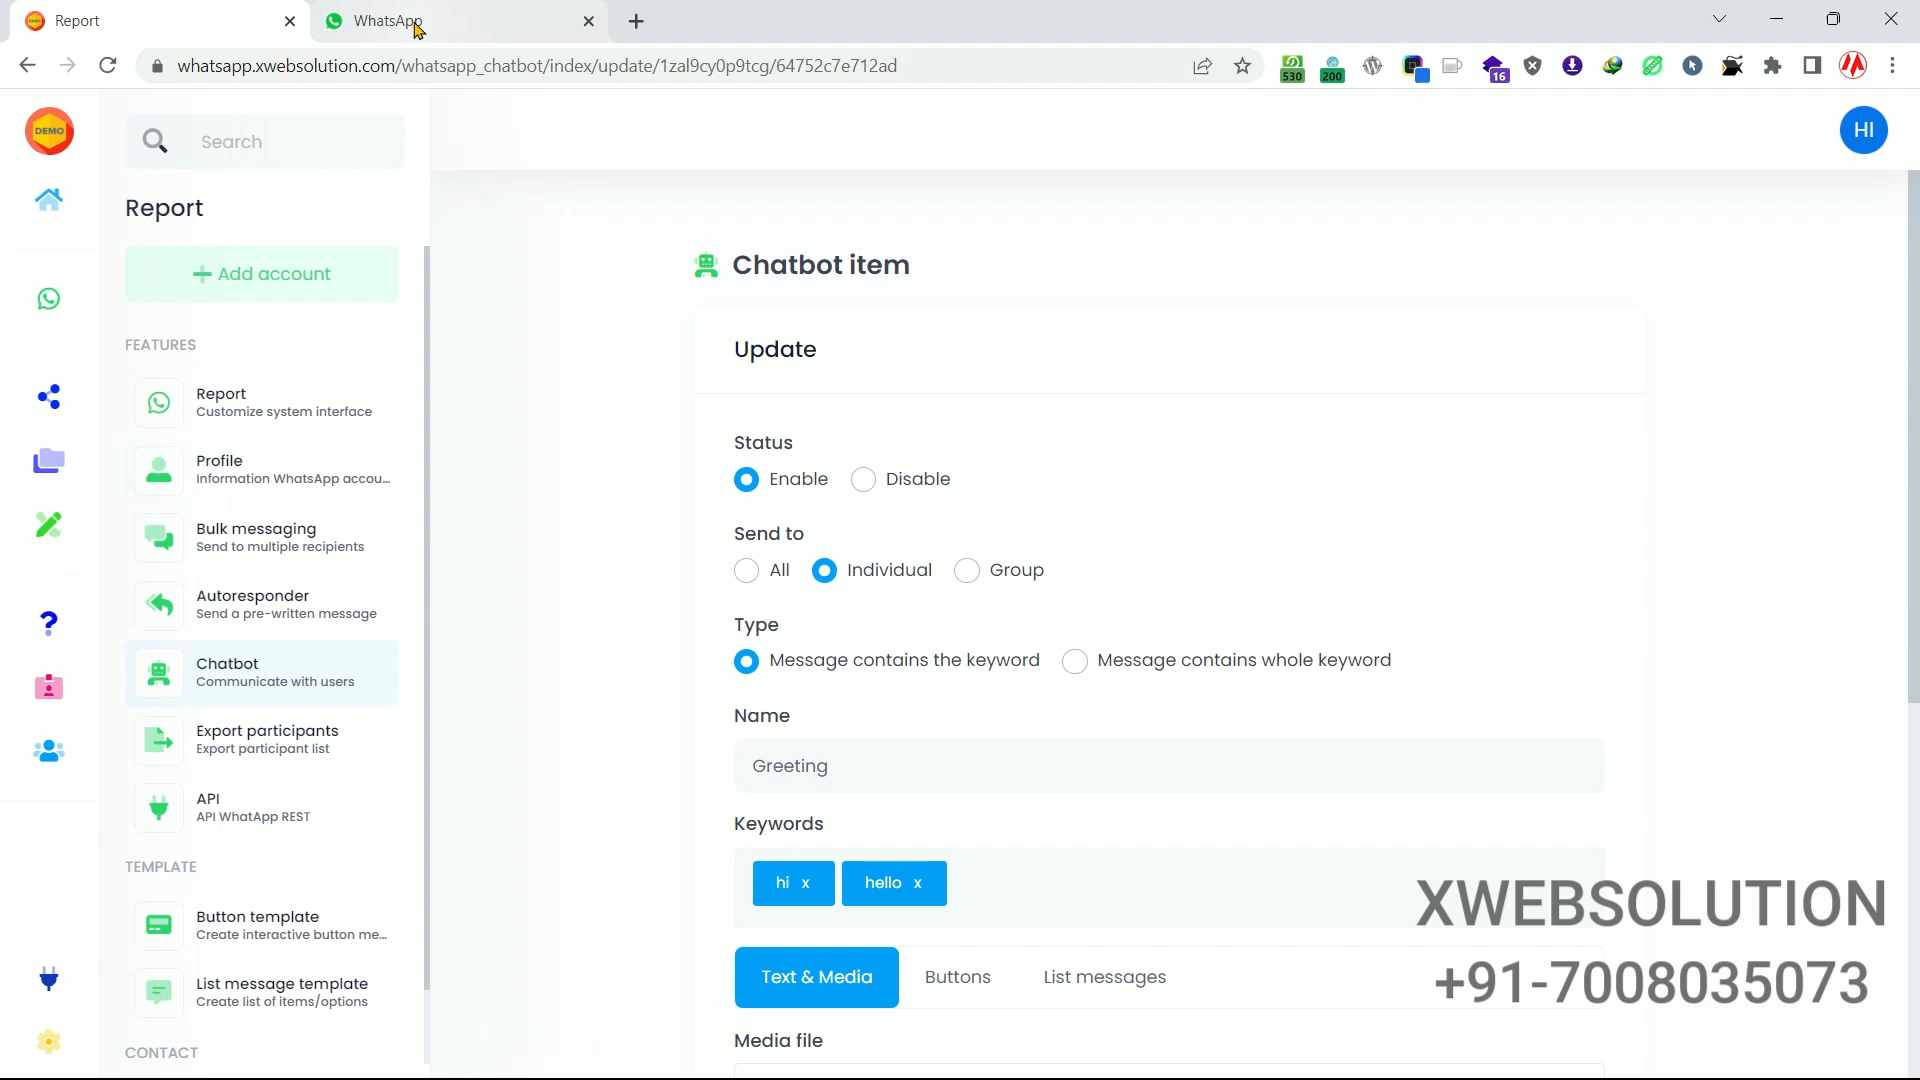 Report
WhatsApp
whatsapp.xwebsolution.com/whatsapp_chatbot/index/update/1zal9cy0p9tcg/64752c7e712ad
530
200
16
DEMO
Search
HI
Report
Add account
FEATURES
Report
Customize system interface
Profile
Information WhatsApp accou...
Bulk messaging
Send to multiple recipients
Autoresponder
Send a pre-written message
Chatbot
Communicate with users
Export participants
Export participant list
API
API WhatApp REST
TEMPLATE
Button template
Create interactive button me...
List message template
Create list of items/options
CONTACT
Chatbot item
Update
Status
Enable Disable
Send to
All Individual Group
Type
Message contains the keyword Message contains whole keyword
Name
Greeting
Keywords
hi x hello x
Text & Media Buttons List messages
Media file
XWEBSOLUTION
+91-7008035073